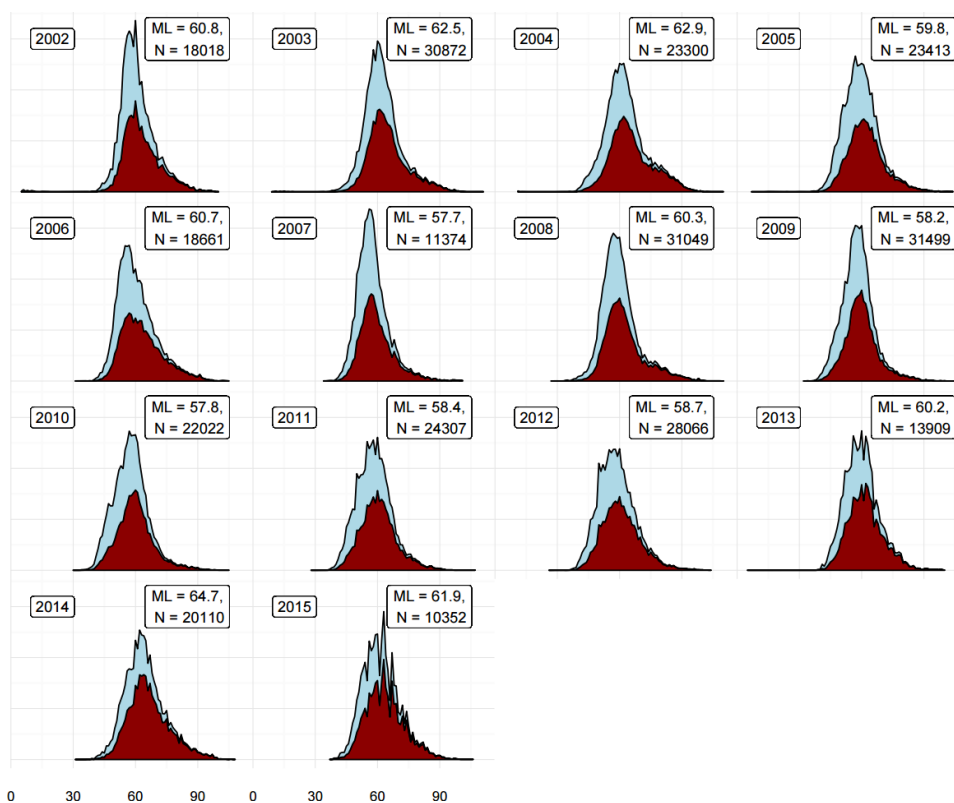 2002
ML = 60.8,
N = 18018
2003
ML = 62.5,
N = 30872
2004
ML = 62.9,
N = 23300
2005
ML = 59.8,
N = 23413
2006
ML = 60.7,
N = 18661
2007
ML = 57.7,
N = 11374
2008
ML = 60.3,
N = 31049
2009
ML = 58.2,
N = 31499
2010
ML = 57.8,
N = 22022
2011
ML = 58.4,
N = 24307
2012
ML = 58.7,
N = 28066
2013
ML = 60.2,
N = 13909
2014
ML = 64.7,
N = 20110
2015
ML = 61.9,
N = 10352
0 30 60 90 0 30 60 90